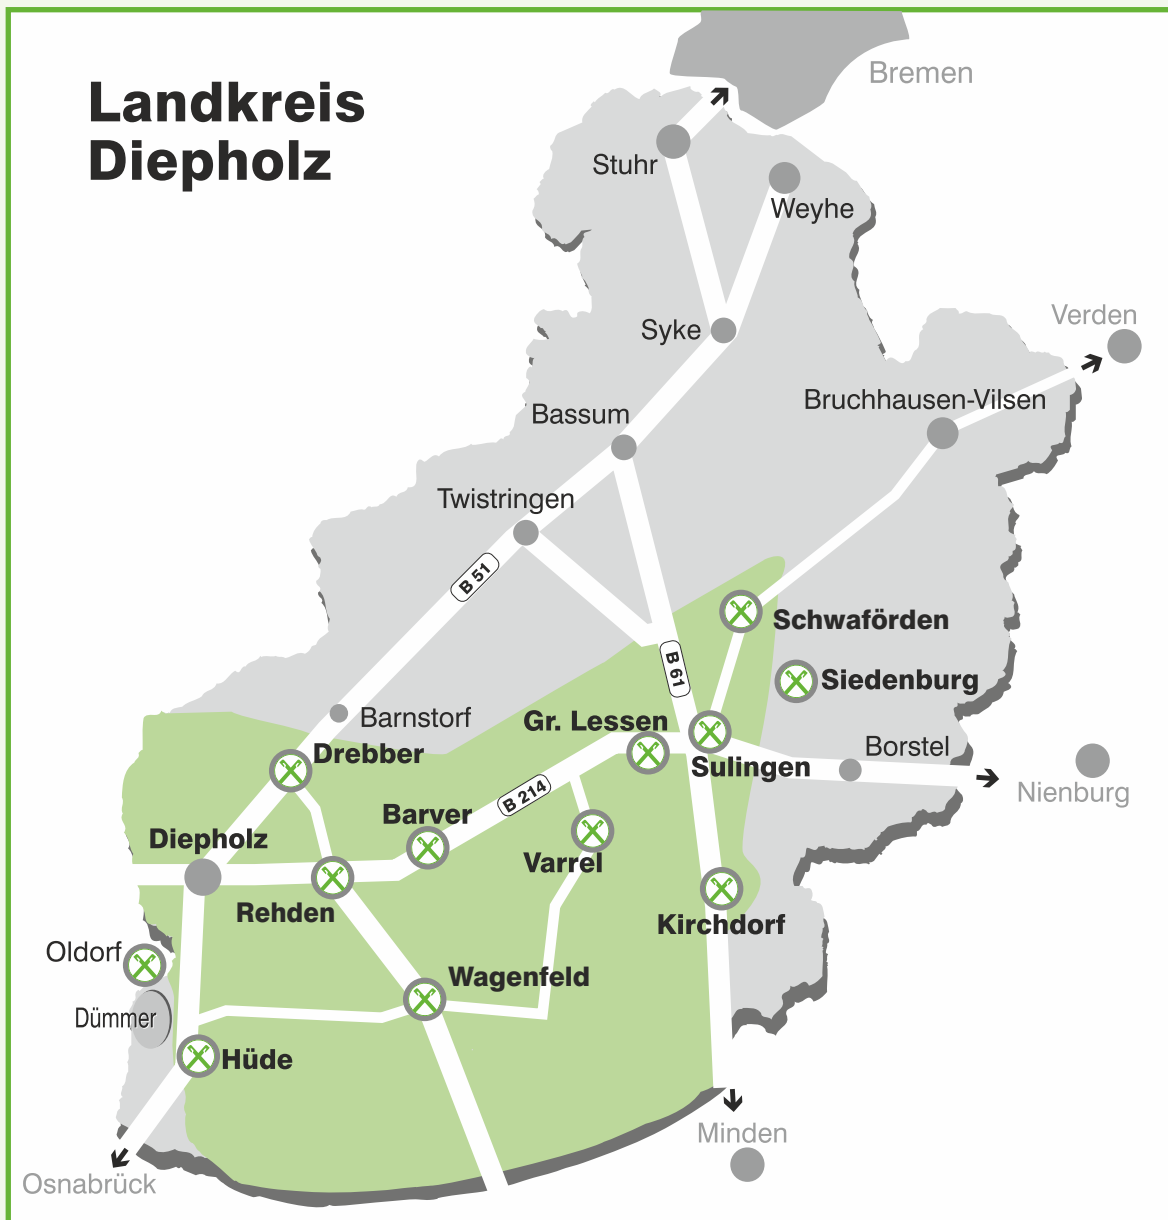 Landkreis
Diepholz
Bremen
Stuhr
Weyhe
Syke
Verden
Bruchhausen-Vilsen
Bassum
Twistringen
B 51
Schwaförden
B 61
Siedenburg
Barnstorf
Gr. Lessen
Drebber
Borstel
Sulingen
Nienburg
B 214
Barver
Diepholz
Varrel
Rehden
Kirchdorf
Oldorf
Wagenfeld
Dümmer
Hüde
Minden
Osnabrück